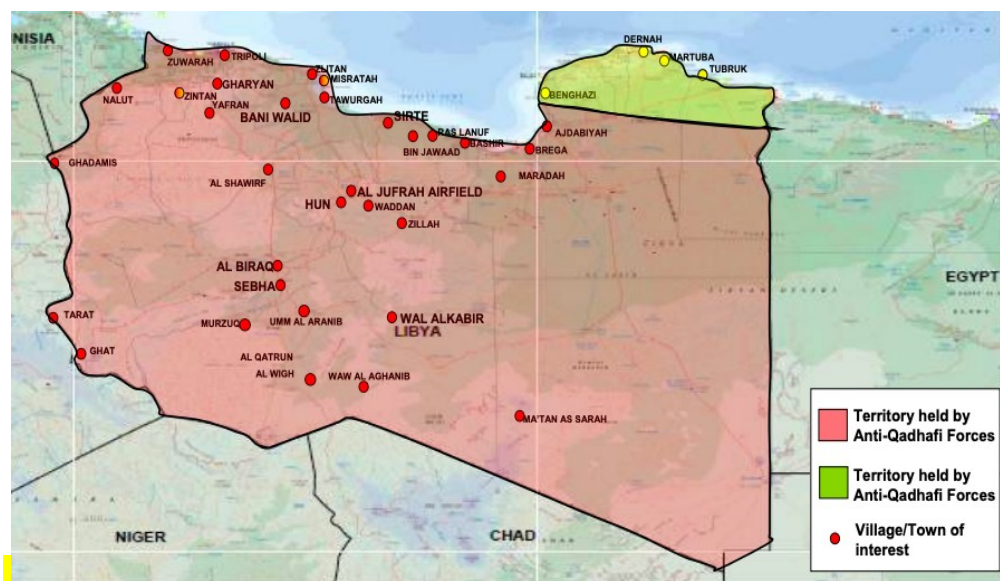 NISIA
DERNAH
MARTUBA
TUBRUK
ZUWARAH
TRIPOLI
ZLITAN
MISRATAH
TAWURGAH
GHARYAN
NALUT
ZINTAN
YAFRAN
BANI WALID
BENGHAZI
SIRTE
RAS LANUF
BASHIR
BIN JAWAAD
AJDABIYAH
BREGA
GHADAMIS
AL SHAWIRF
MARADAH
AL JUFRAH AIRFIELD
HUN
WADDAN
ZILLAH
AL BIRAQ
SEBHA
EGYPT
LIBYAN DESERT
TARAT
MURZUQ
UMM AL ARANIB
WAL ALKABIR
LIBYA
GHAT
AL QATRUN
AL WIGH
WAW AL AGHANIB
MA'TAN AS SARAH
NIGER
CHAD
Territory held by
Anti-Qadhafi Forces
Territory held by
Anti-Qadhafi Forces
Village/Town of
interest